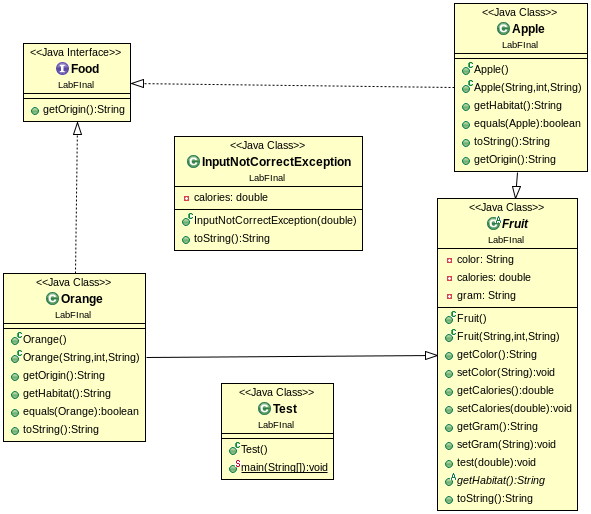 <<Java Interface>>
Food
LabFInal
getOrigin():String
<<Java Class>>
Apple
LabFInal
Apple()
Apple(String,int,String)
getHabitat():String
equals(Apple):boolean
toString():String
getOrigin():String
<<Java Class>>
InputNotCorrectException
LabFInal
calories: double
InputNotCorrectException(double)
toString():String
<<Java Class>>
Fruit
LabFInal
color: String
calories: double
gram: String
Fruit()
Fruit(String,int,String)
getColor():String
setColor(String):void
getCalories():double
setCalories(double):void
getGram():String
setGram(String):void
test(double):void
getHabitat():String
toString():String
<<Java Class>>
Orange
LabFInal
Orange()
Orange(String,int,String)
getOrigin():String
getHabitat():String
equals(Orange):boolean
toString():String
<<Java Class>>
Test
LabFInal
Test()
main(String[]):void